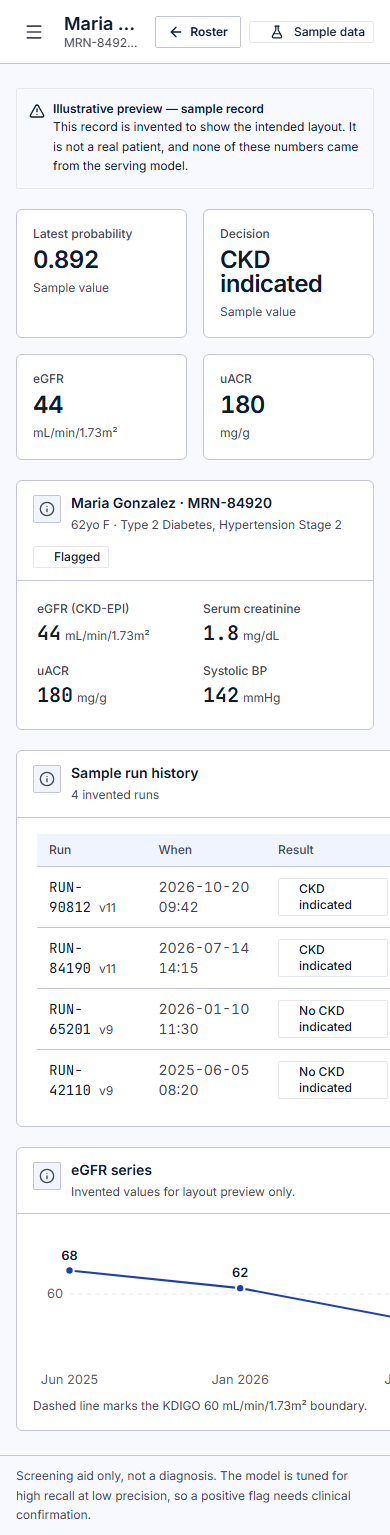 Maria ...
MRN-8492...
Roster
Sample data
Illustrative preview — sample record
This record is invented to show the intended layout. It
is not a real patient, and none of these numbers came
from the serving model.
Latest probability
0.892
Sample value
Decision
CKD
indicated
Sample value
eGFR
44
mL/min/1.73m²
uACR
180
mg/g
Maria Gonzalez · MRN-84920
62yo F · Type 2 Diabetes, Hypertension Stage 2
Flagged
eGFR (CKD-EPI)
44 mL/min/1.73m²
Serum creatinine
1.8 mg/dL
uACR
180 mg/g
Systolic BP
142 mmHg
Sample run history
4 invented runs
Run When Result
RUN-
90812 v11
2026-10-20
09:42
CKD
indicated
RUN-
84190 v11
2026-07-14
14:15
CKD
indicated
RUN-
65201 v9
2026-01-10
11:30
No CKD
indicated
RUN-
42110 v9
2025-06-05
08:20
No CKD
indicated
eGFR series
Invented values for layout preview only.
68
62
60
Jun 2025 Jan 2026
Dashed line marks the KDIGO 60 mL/min/1.73m² boundary.
Screening aid only, not a diagnosis. The model is tuned for
high recall at low precision, so a positive flag needs clinical
confirmation.